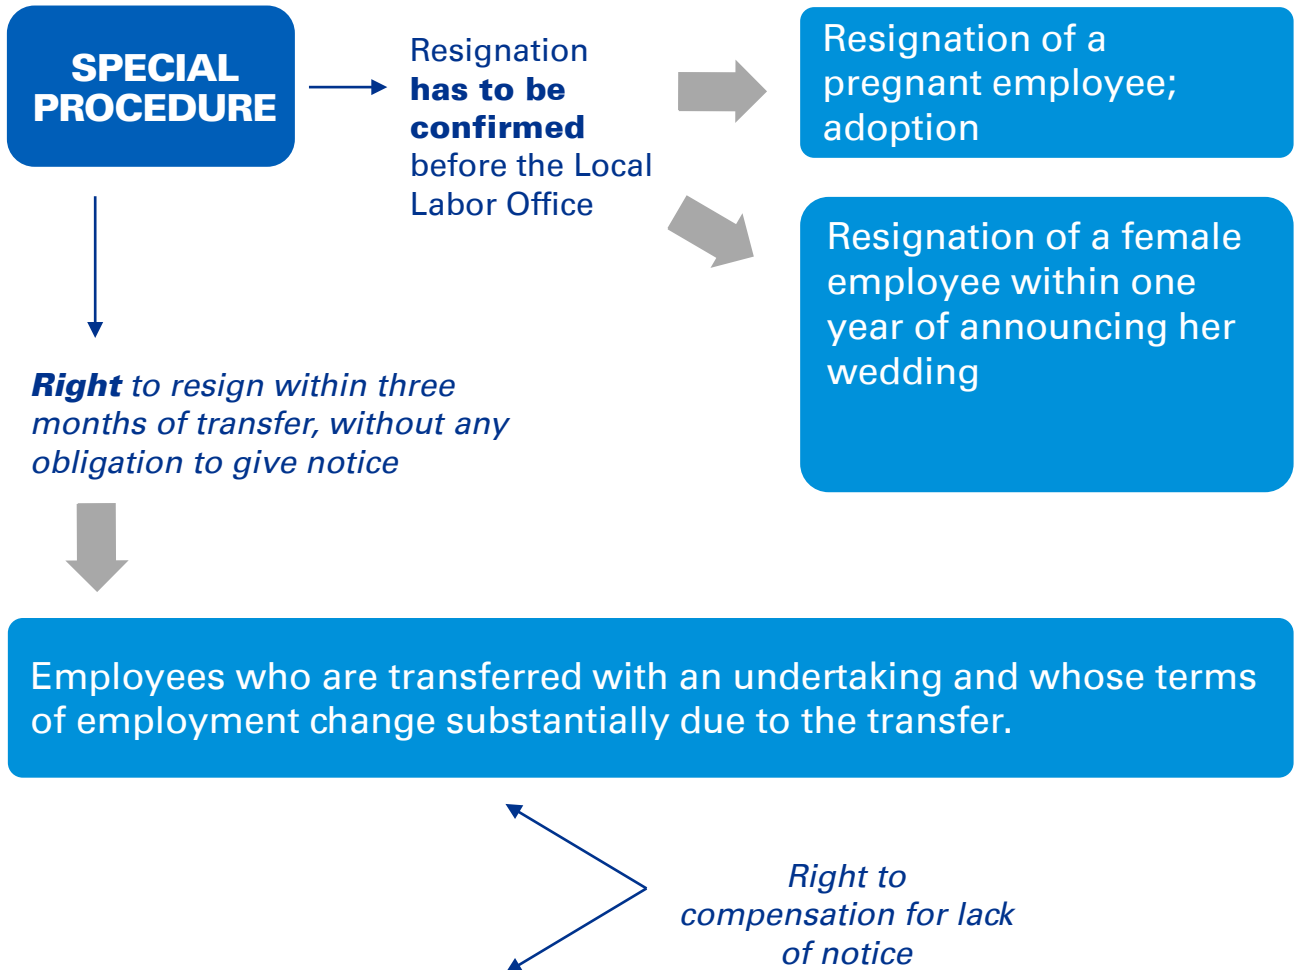 SPECIAL
PROCEDURE
Resignation
has to be
confirmed
before the Local
Labor Office
Resignation of a
pregnant employee;
adoption
Resignation of a female
employee within one
year of announcing her
wedding
Right to resign within three
months of transfer, without any
obligation to give notice
Employees who are transferred with an undertaking and whose terms
of employment change substantially due to the transfer.
Right to
compensation for lack
of notice